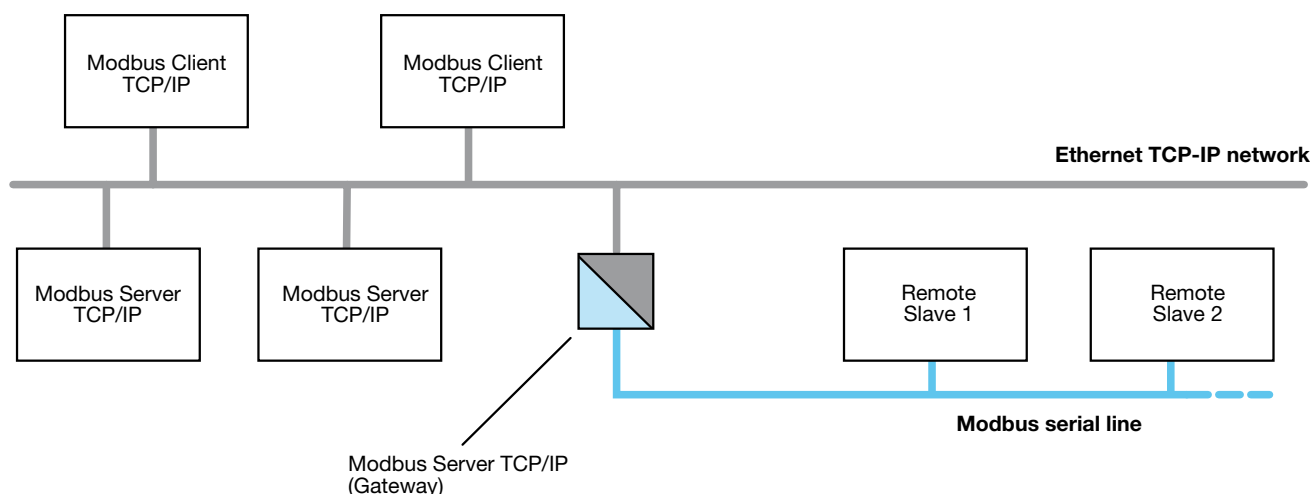 Modbus Client
TCP/IP
Modbus Client
TCP/IP
Ethernet TCP-IP network
Modbus Server
TCP/IP
Modbus Server
TCP/IP
Remote
Slave 1
Remote
Slave 2
Modbus serial line
Modbus Server TCP/IP
(Gateway)